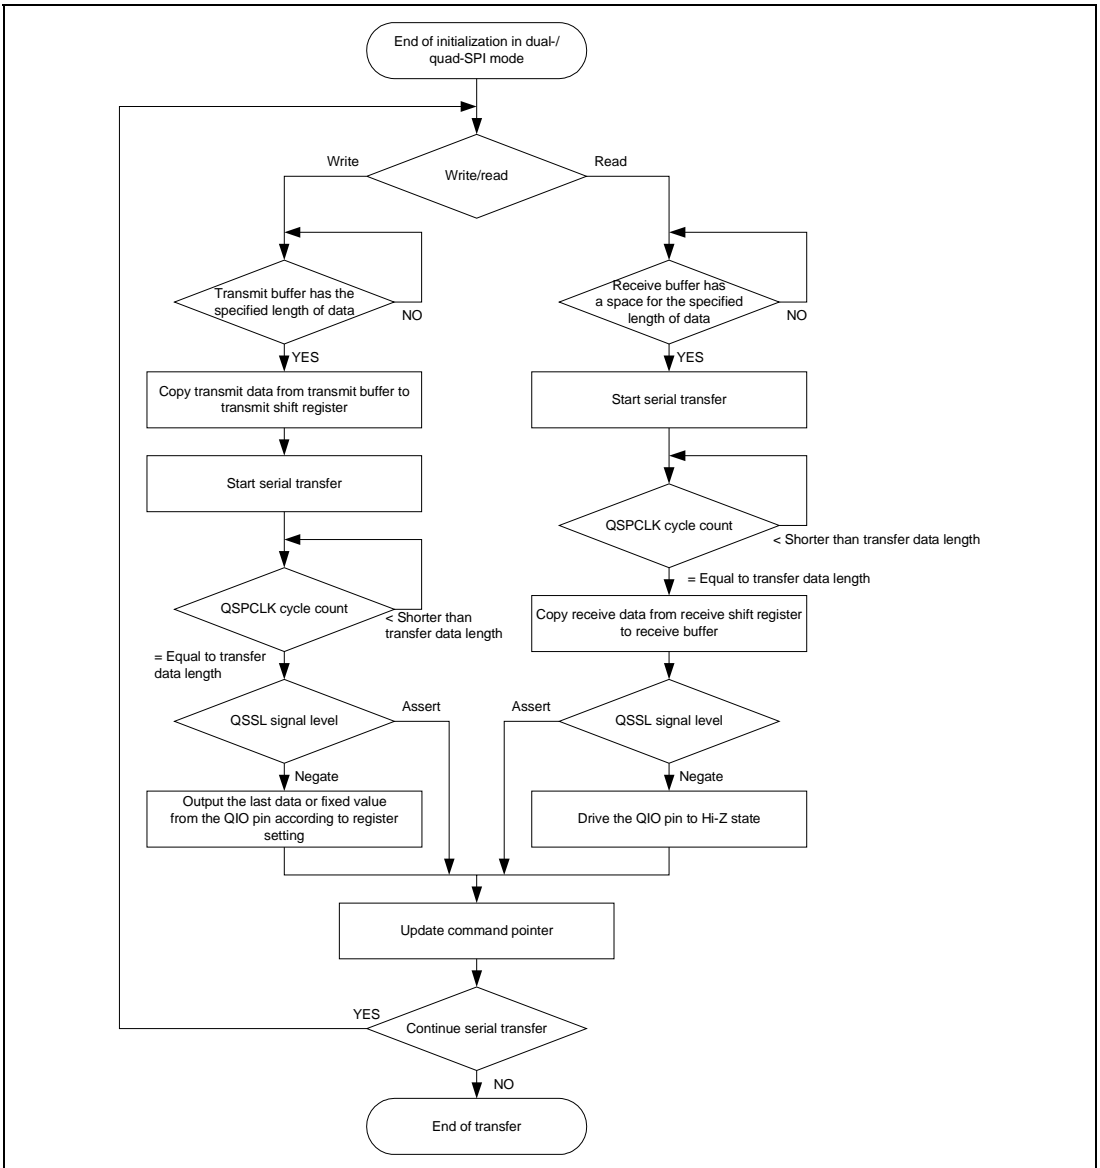 End of initialization in dual-/
quad-SPI mode
Write/read
Write
Read
Transmit buffer has the
specified length of data
NO
YES
Receive buffer has
a space for the specified
length of data
NO
YES
Copy transmit data from transmit buffer to
transmit shift register
Start serial transfer
Start serial transfer
QSPCLK cycle count
< Shorter than transfer data length
= Equal to transfer data length
QSPCLK cycle count
< Shorter than
transfer data length
= Equal to transfer
data length
Copy receive data from receive shift register
to receive buffer
QSSL signal level
Assert
Negate
QSSL signal level
Assert
Negate
Output the last data or fixed value
from the QIO pin according to register
setting
Drive the QIO pin to Hi-Z state
Update command pointer
Continue serial transfer
YES
NO
End of transfer